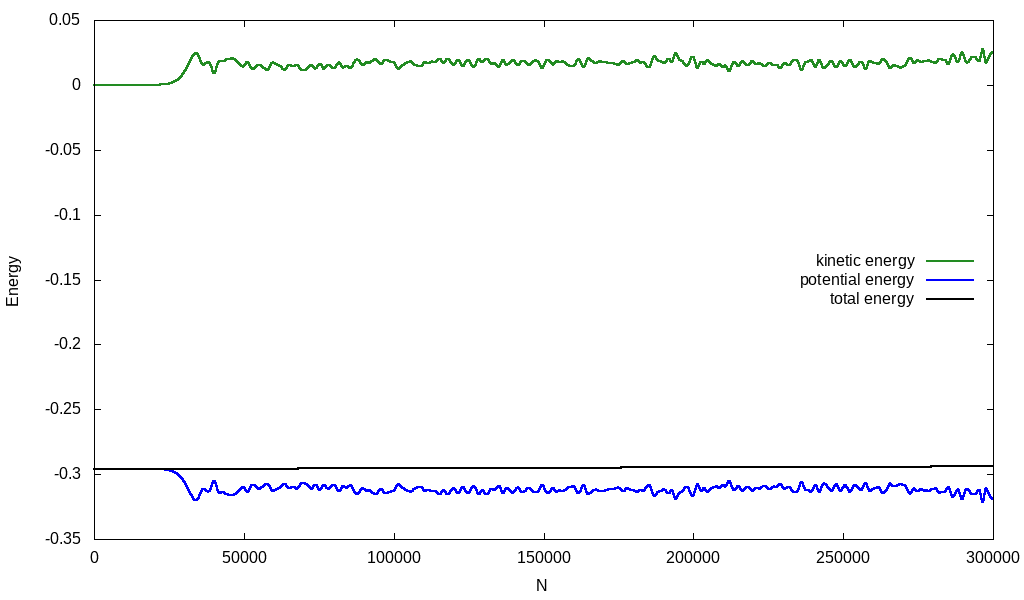 0.05
0
-0.05
-0.1
-0.15
-0.2
-0.25
-0.3
-0.35
Energy
kinetic energy
potential energy
total energy
0 50000 100000 150000 200000 250000 300000
N